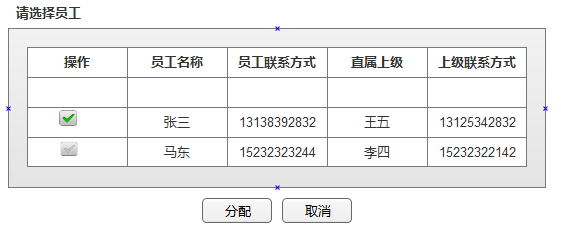 请选择员工
操作 员工名称 员工联系方式 直属上级 上级联系方式
张三 13138392832 王五 13125342832
马东 15232323244 李四 15232322142
分配 取消